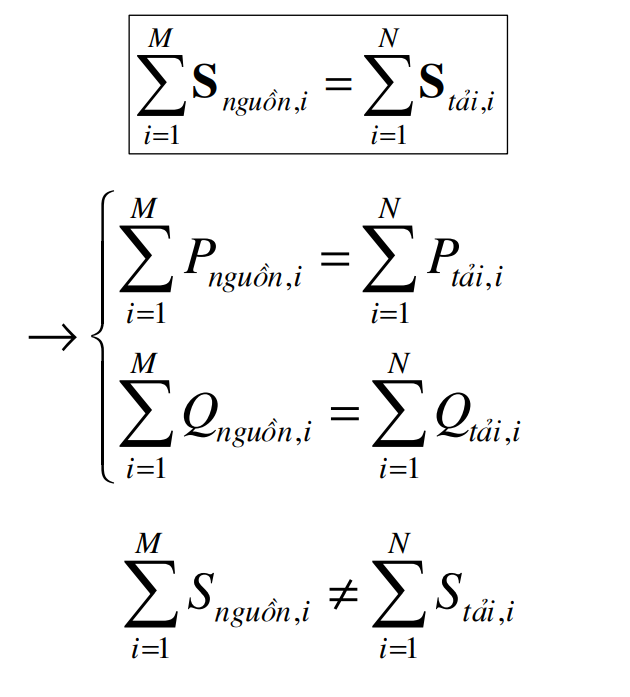 \sum_{i=1}^{M} \mathbf{S}_{nguồn,i} = \sum_{i=1}^{N} \mathbf{S}_{tải,i}
\rightarrow \begin{cases} \sum_{i=1}^{M} P_{nguồn,i} = \sum_{i=1}^{N} P_{tải,i} \\
\sum_{i=1}^{M} Q_{nguồn,i} = \sum_{i=1}^{N} Q_{tải,i} \end{cases}
\sum_{i=1}^{M} S_{nguồn,i} \neq \sum_{i=1}^{N} S_{tải,i}